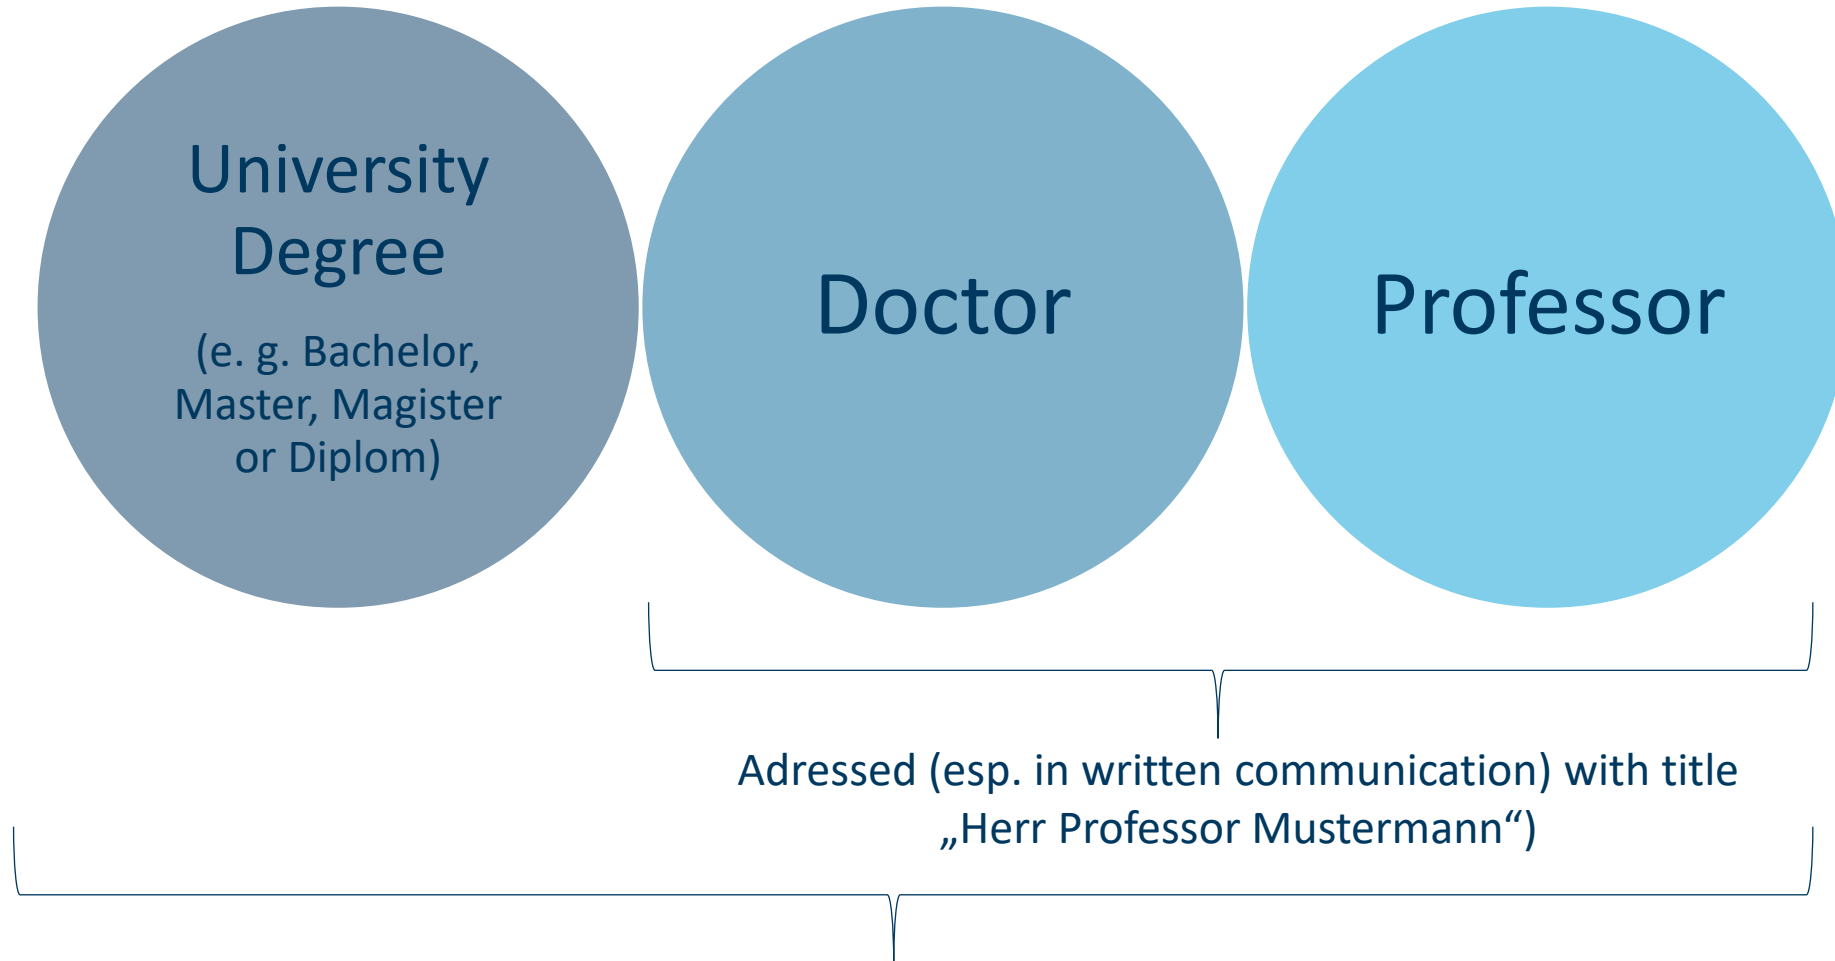 University
Degree
(e. g. Bachelor,
Master, Magister
or Diplom)
Doctor
Professor
Adressed (esp. in written communication) with title
„Herr Professor Mustermann“)